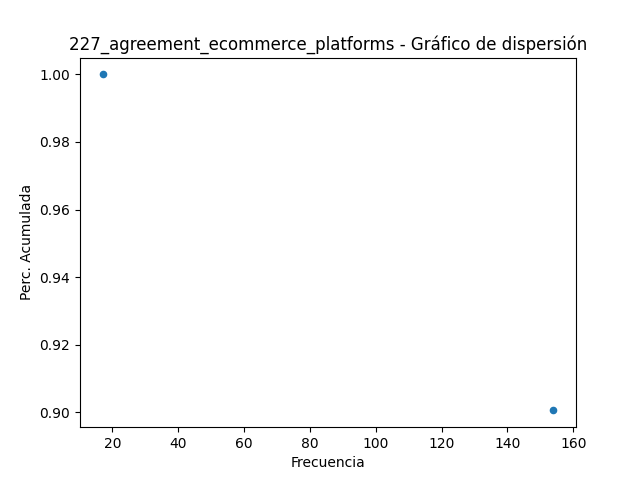 227_agreement_ecommerce_platforms - Gráfico de dispersión
1.00
0.98
0.96
0.94
0.92
0.90
Perc. Acumulada
20 40 60 80 100 120 140 160
Frecuencia